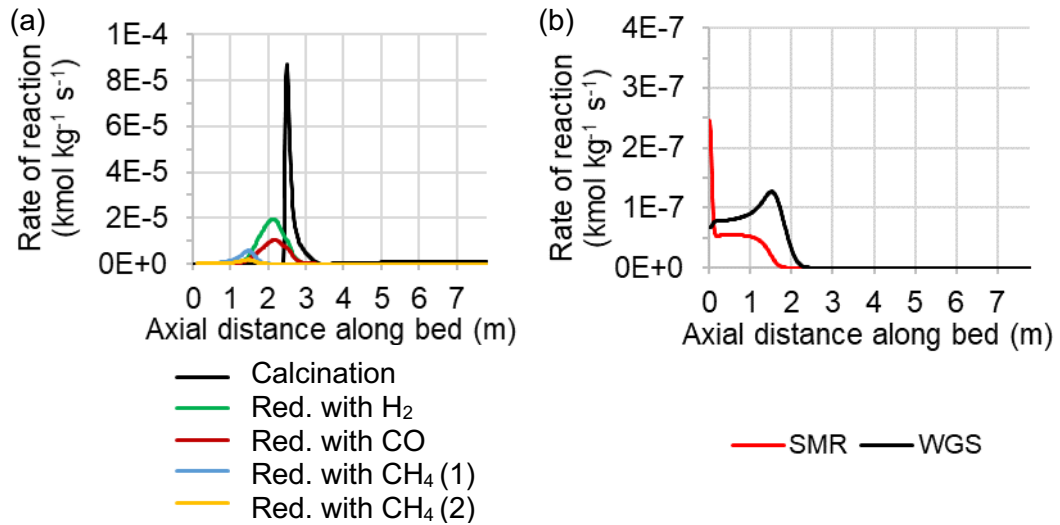 (a)
Rate of reaction
(kmol kg⁻¹ s⁻¹)
1E-4
8E-5
6E-5
4E-5
2E-5
0E+0
0 1 2 3 4 5 6 7
Axial distance along bed (m)
Calcination
Red. with H₂
Red. with CO
Red. with CH₄ (1)
Red. with CH₄ (2)
(b)
Rate of reaction
(kmol kg⁻¹ s⁻¹)
4E-7
3E-7
2E-7
1E-7
0E+0
0 1 2 3 4 5 6 7
Axial distance along bed (m)
SMR WGS